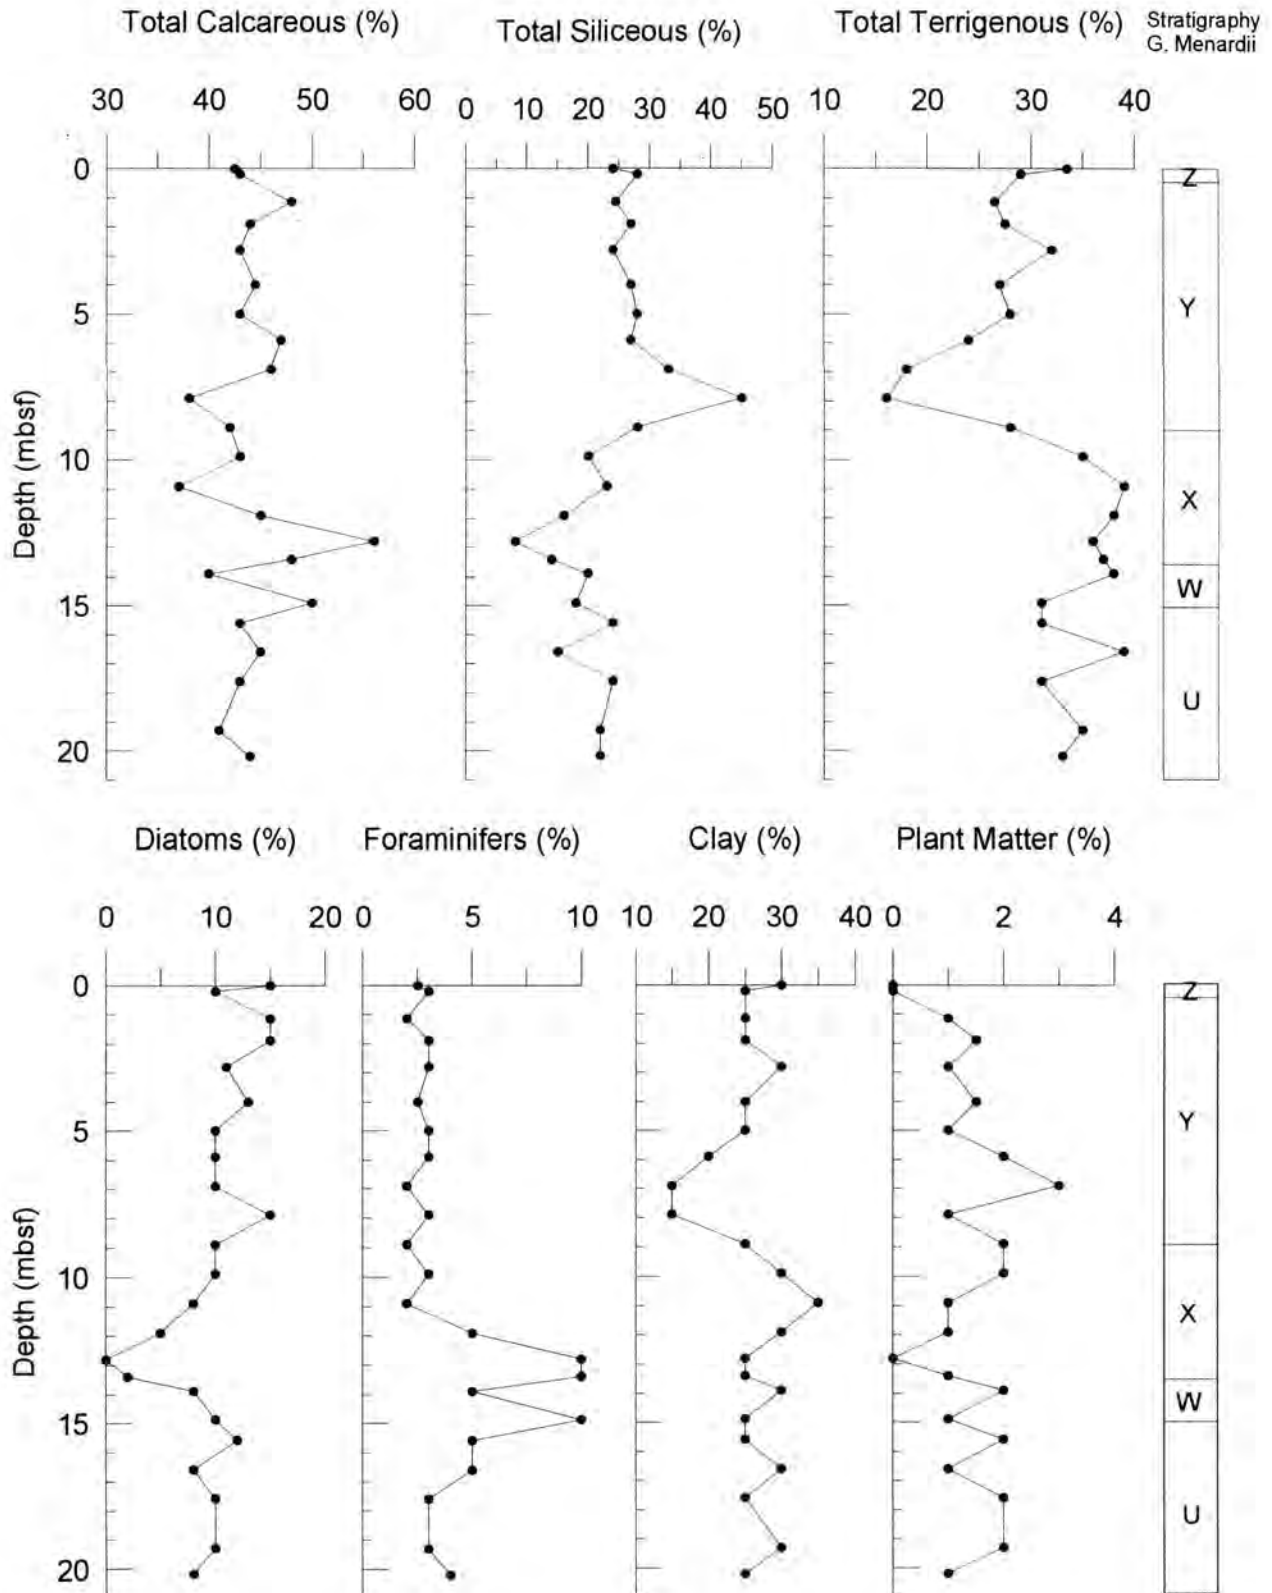 Total Calcareous (%) Total Siliceous (%) Total Terrigenous (%) Stratigraphy
G. Menardii
30 40 50 60 0 10 20 30 40 50 10 20 30 40
0
5
10
15
20
Depth (mbsf)
Z
Y
X
W
U
Diatoms (%) Foraminifers (%) Clay (%) Plant Matter (%)
0 10 20 0 5 10 10 20 30 40 0 2 4
0
5
10
15
20
Depth (mbsf)
Z
Y
X
W
U